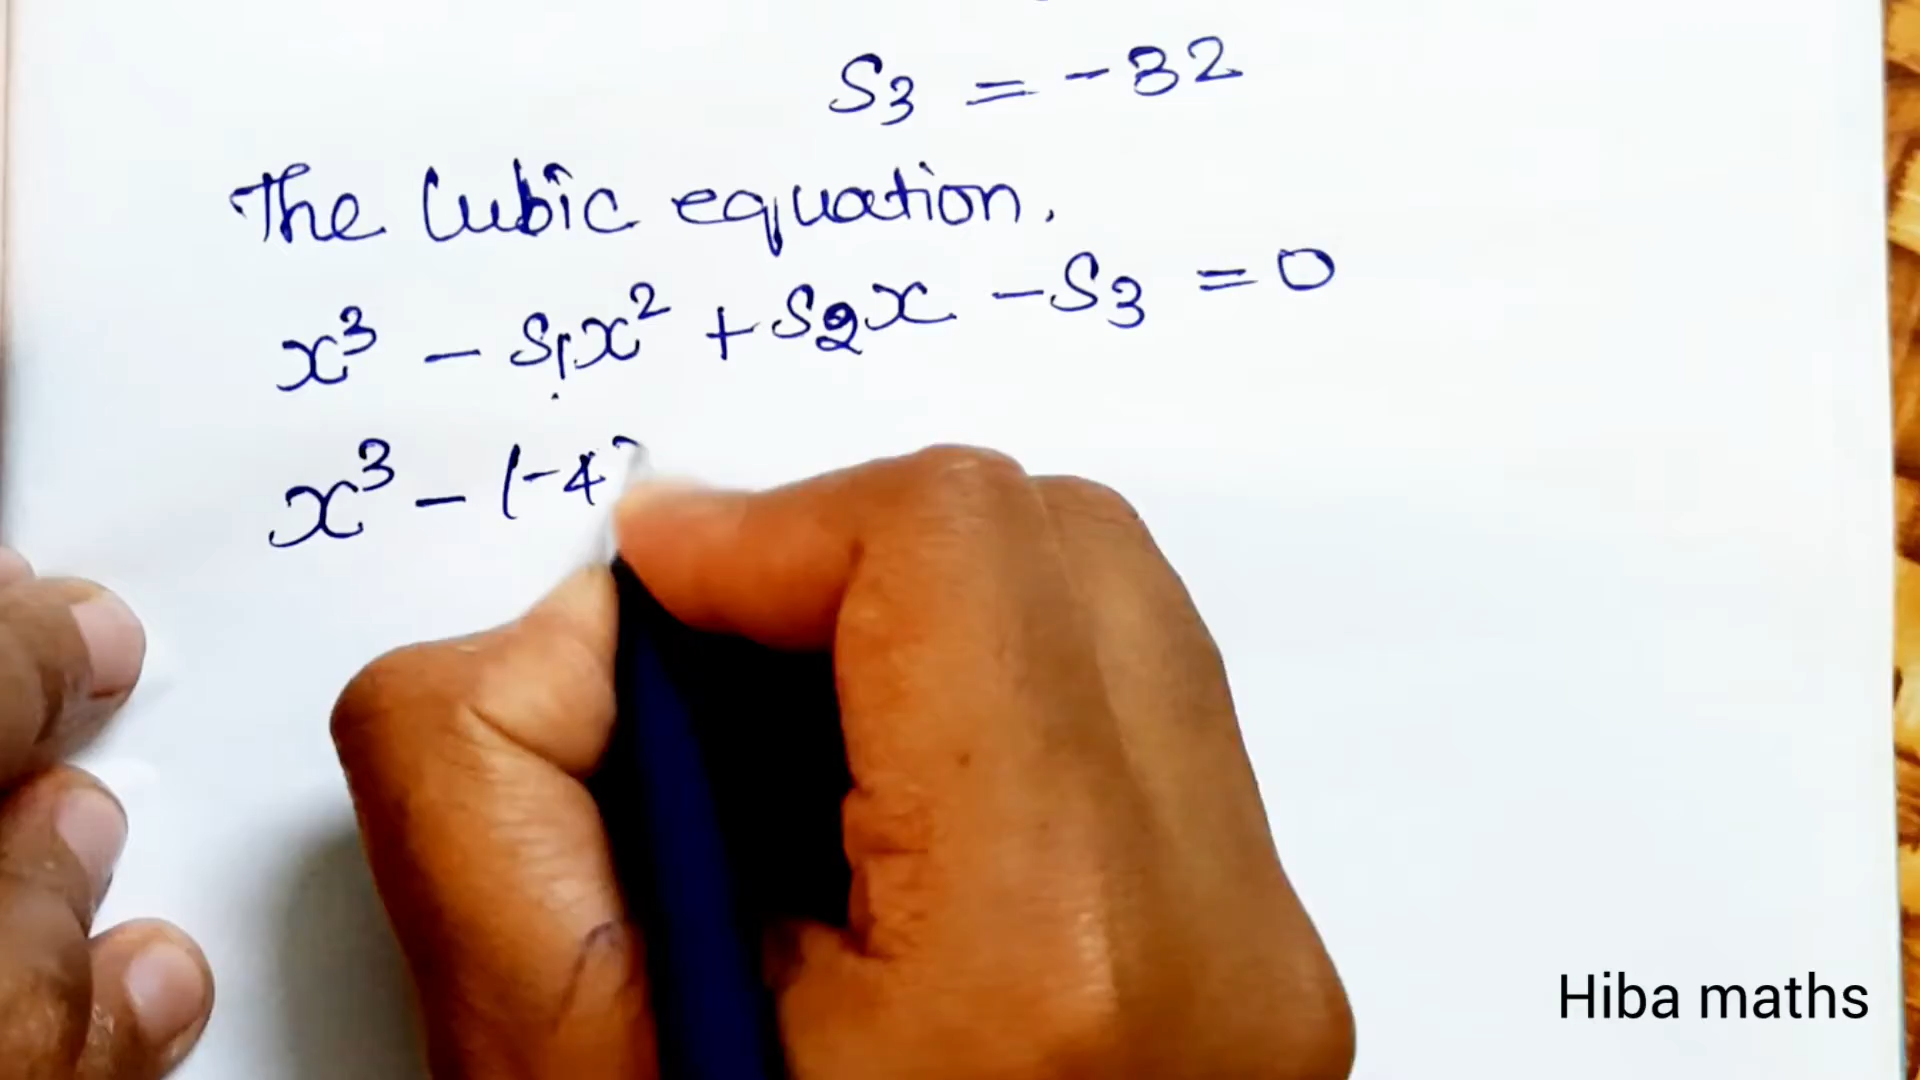 S3 = -32
The Cubic equation.
x³ - S₁x² + S₂x - S₃ = 0
x³ - (-4)
Hiba maths